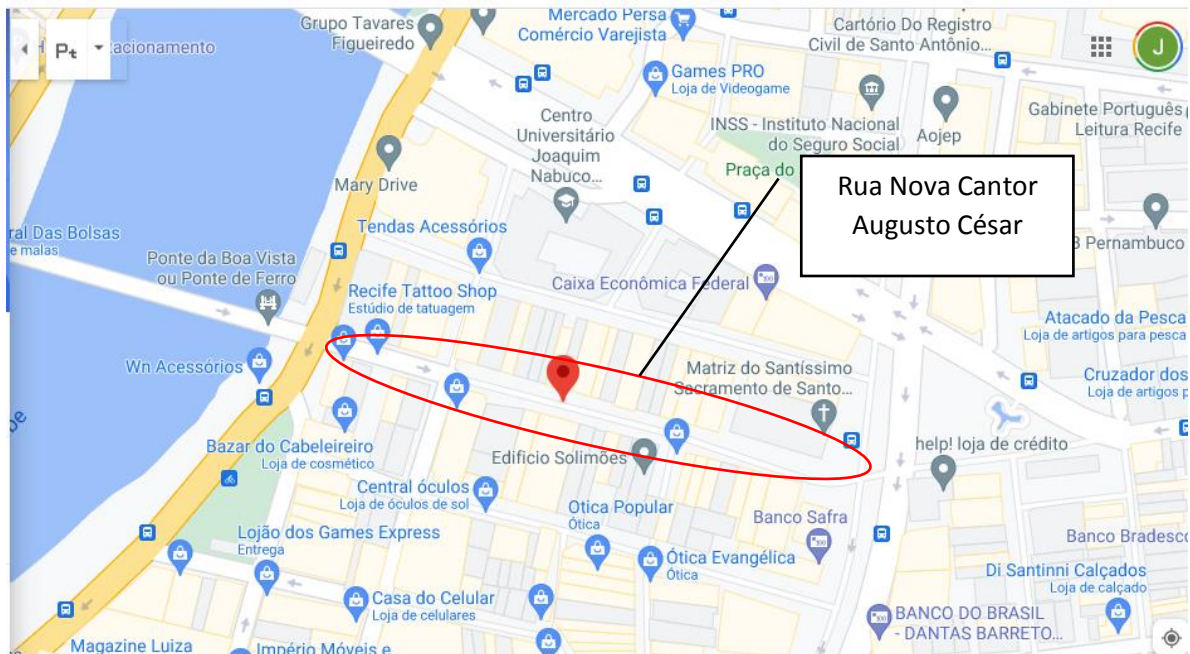 Grupo Tavares
Figueiredo
Mercado Persa
Comércio Varejista
Cartório Do Registro
Civil de Santo Antônio...
Pt
tacionamento
J
Games PRO
Loja de Videogame
Centro
Universitário
Joaquim
Nabuco...
INSS - Instituto Nacional
do Seguro Social
Aojep
Gabinete Português
Leitura Recife
Mary Drive
Praça do
Rua Nova Cantor
Augusto César
ral Das Bolsas
e malas
Tendas Acessórios
Ponte da Boa Vista
ou Ponte de Ferro
Caixa Econômica Federal
Pernambuco
Recife Tattoo Shop
Estúdio de tatuagem
Atacado da Pesca
Loja de artigos para pesca
Wn Acessórios
Matriz do Santíssimo
Sacramento de Santo...
Cruzador dos
Loja de artigos p
Bazar do Cabeleireiro
Loja de cosmético
Edificio Solimões
help! loja de crédito
Central óculos
Loja de óculos de sol
Otica Popular
Ótica
Banco Safra
Lojão dos Games Express
Entrega
Ótica Evangélica
Ótica
Banco Bradesco
Di Santinni Calçados
Loja de calçado
Casa do Celular
Loja de celulares
BANCO DO BRASIL
- DANTAS BARRETO...
Magazine Luiza
Império Móveis e